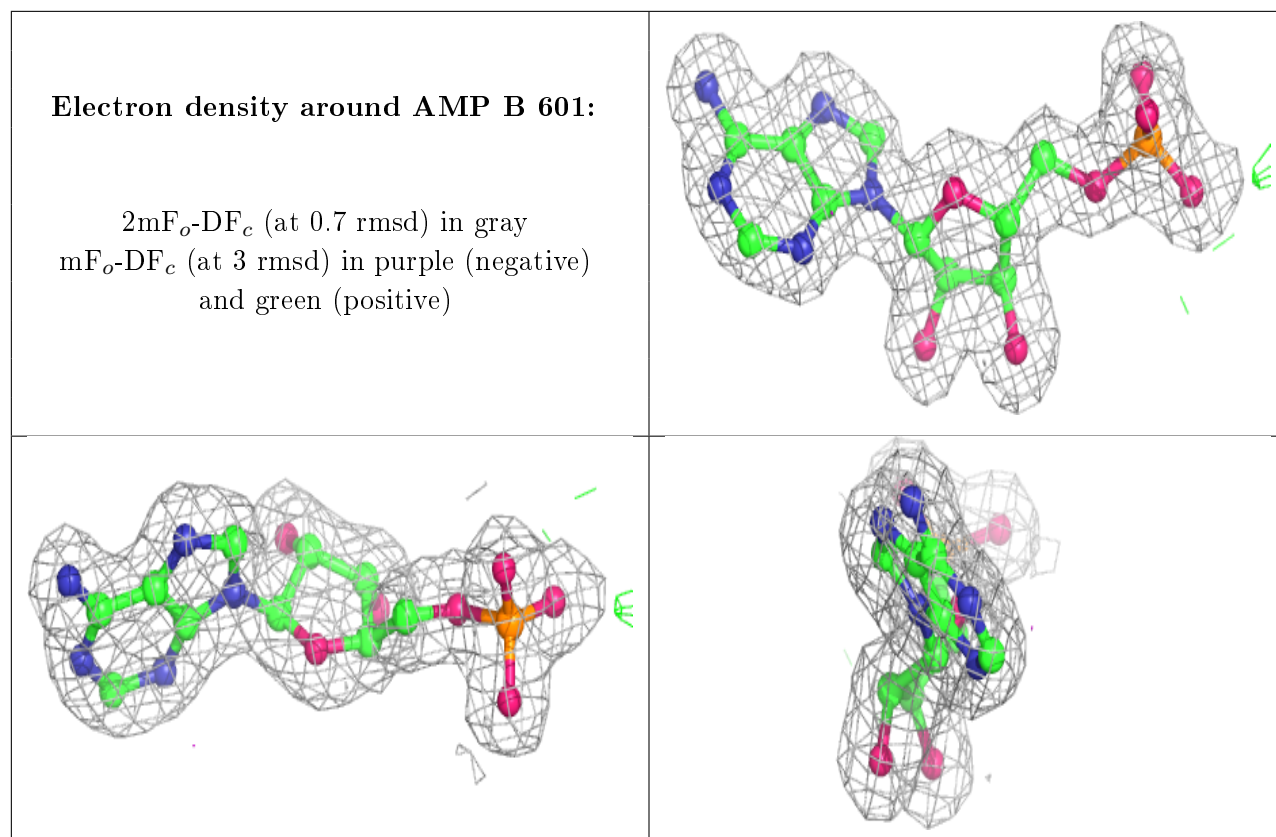 Electron density around AMP B 601:
2mFo-DFc (at 0.7 rmsd) in gray
mFo-DFc (at 3 rmsd) in purple (negative)
and green (positive)